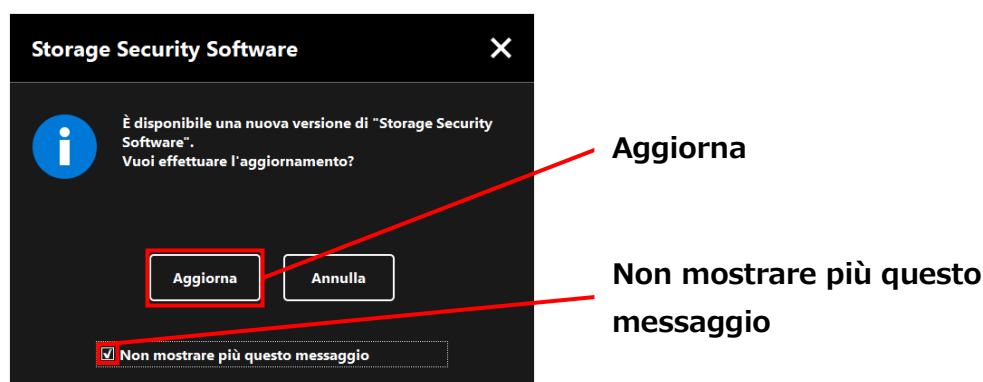 Storage Security Software
È disponibile una nuova versione di "Storage Security
Software".
Vuoi effettuare l'aggiornamento?
Aggiorna
Annulla
Non mostrare più questo messaggio
Aggiorna
Non mostrare più questo
messaggio